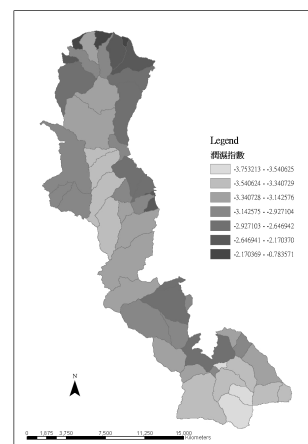 Legend
潤濕指數
-3.753213 - -3.540625
-3.540624 - -3.340729
-3.340728 - -3.142576
-3.142575 - -2.927104
-2.927103 - -2.646942
-2.646941 - -2.170370
-2.170369 - -0.783571
N
0 1,875 3,750 7,500 11,250 15,000
Kilometers